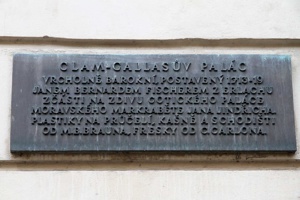 CLAM-GALLASŮV PALÁC
VRCHOLNĚ BAROKNÍ, POSTAVENÝ 1713-19
JANEM BERNARDEM FISCHEREM Z ERLACHU
ZČÁSTI NA ZDIVU GOTICKÉHO PALÁCE
MORAVSKÉHO MARKRABĚTE JANA JINDŘICHA.
PLASTIKY NA PRŮČELÍ, KAŠNĚ A SCHODIŠTI
OD M.B.BRAUNA, FRESKY OD C.CARLONA.